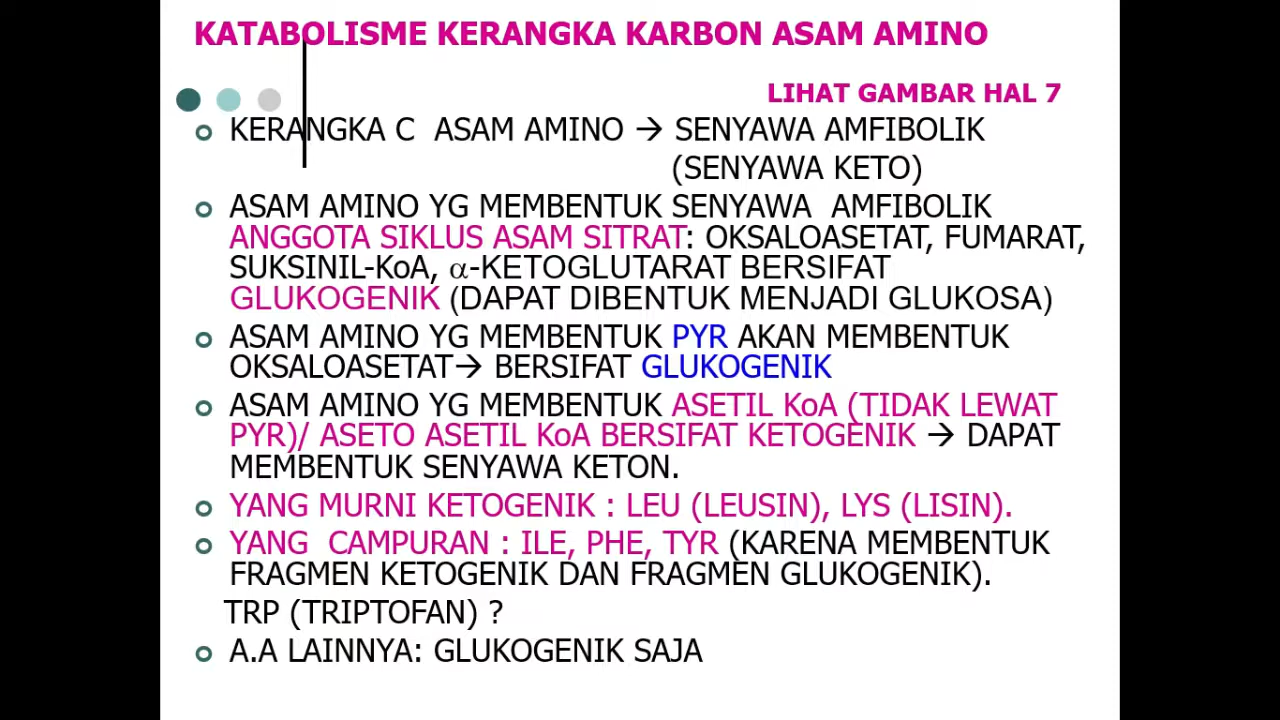 KATABOLISME KERANGKA KARBON ASAM AMINO
LIHAT GAMBAR HAL 7
KERANGKA C ASAM AMINO → SENYAWA AMFIBOLIK
(SENYAWA KETO)
ASAM AMINO YG MEMBENTUK SENYAWA AMFIBOLIK
ANGGOTA SIKLUS ASAM SITRAT: OKSALOASETAT, FUMARAT,
SUKSINIL-KoA, α-KETOGLUTARAT BERSIFAT
GLUKOGENIK (DAPAT DIBENTUK MENJADI GLUKOSA)
ASAM AMINO YG MEMBENTUK PYR AKAN MEMBENTUK
OKSALOASETAT→ BERSIFAT GLUKOGENIK
ASAM AMINO YG MEMBENTUK ASETIL KoA (TIDAK LEWAT
PYR)/ ASETO ASETIL KoA BERSIFAT KETOGENIK → DAPAT
MEMBENTUK SENYAWA KETON.
YANG MURNI KETOGENIK : LEU (LEUSIN), LYS (LISIN).
YANG CAMPURAN : ILE, PHE, TYR (KARENA MEMBENTUK
FRAGMEN KETOGENIK DAN FRAGMEN GLUKOGENIK).
TRP (TRIPTOFAN) ?
A.A LAINNYA: GLUKOGENIK SAJA